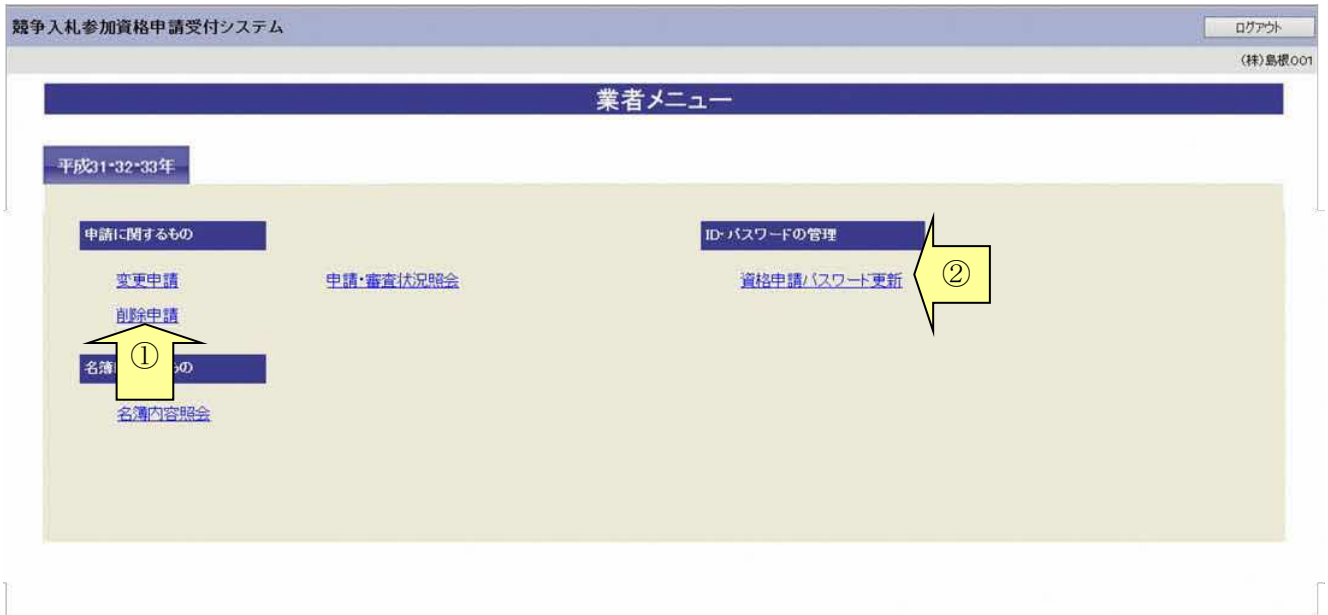 競争入札参加資格申請受付システム
ログアウト
(株)島根001
業者メニュー
平成31・32・33年
申請に関するもの
ID・パスワードの管理
変更申請
申請・審査状況照会
資格申請パスワード更新
②
削除申請
①
名簿 もの
名簿内容照会